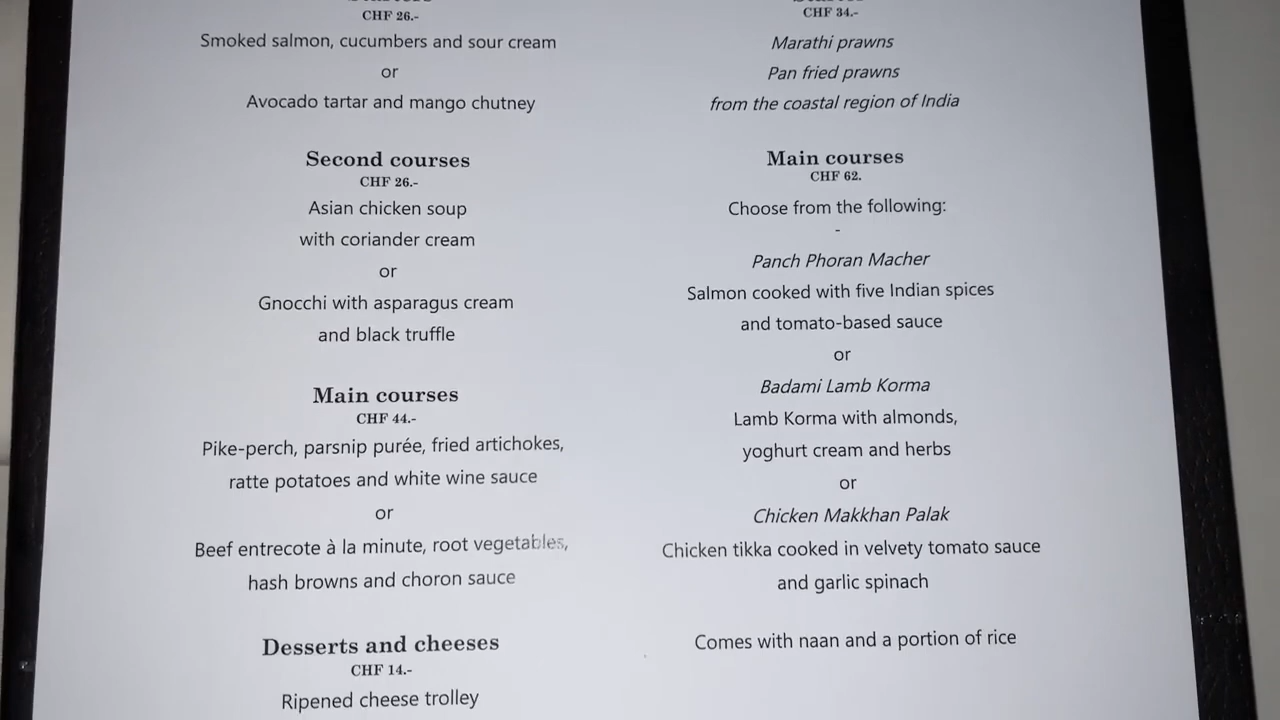 CHF 26.-
Smoked salmon, cucumbers and sour cream
or
Avocado tartar and mango chutney
Second courses
CHF 26.-
Asian chicken soup
with coriander cream
or
Gnocchi with asparagus cream
and black truffle
Main courses
CHF 44.-
Pike-perch, parsnip purée, fried artichokes,
ratte potatoes and white wine sauce
or
Beef entrecote à la minute, root vegetables,
hash browns and choron sauce
Desserts and cheeses
CHF 14.-
Ripened cheese trolley
CHF 34.-
Marathi prawns
Pan fried prawns
from the coastal region of India
Main courses
CHF 62.
Choose from the following:
-
Panch Phoran Macher
Salmon cooked with five Indian spices
and tomato-based sauce
or
Badami Lamb Korma
Lamb Korma with almonds,
yoghurt cream and herbs
or
Chicken Makkhan Palak
Chicken tikka cooked in velvety tomato sauce
and garlic spinach
Comes with naan and a portion of rice